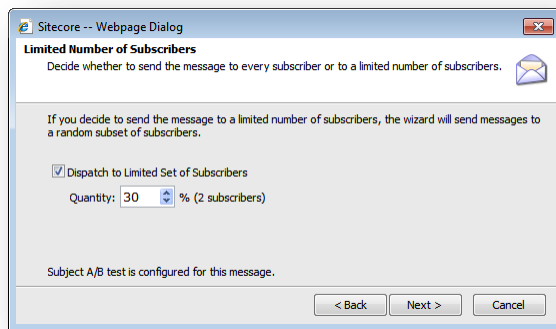 Sitecore -- Webpage Dialog
Limited Number of Subscribers
Decide whether to send the message to every subscriber or to a limited number of subscribers.
If you decide to send the message to a limited number of subscribers, the wizard will send messages to
a random subset of subscribers.
Dispatch to Limited Set of Subscribers
Quantity: 30 % (2 subscribers)
Subject A/B test is configured for this message.
< Back Next > Cancel